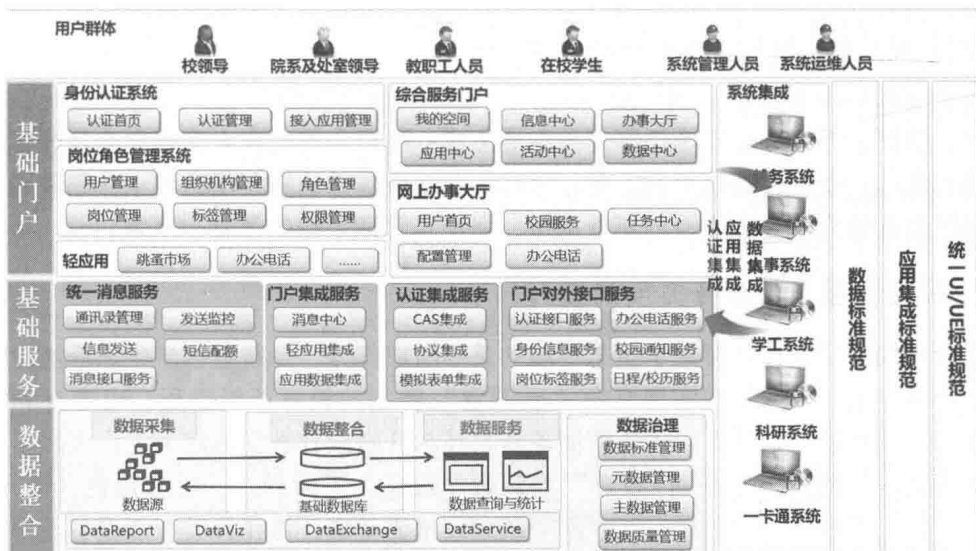 用户群体
校领导
院系及处室领导
教职工人员
在校学生
系统管理人员
系统运维人员
基础门户
身份认证系统
认证首页
认证管理
接入应用管理
岗位角色管理系统
用户管理
组织机构管理
角色管理
岗位管理
标签管理
权限管理
轻应用
跳蚤市场
办公电话
……
综合服务门户
我的空间
信息中心
办事大厅
应用中心
活动中心
数据中心
网上办事大厅
用户首页
校园服务
任务中心
配置管理
办公电话
基础服务
统一消息服务
通讯录管理
发送监控
信息发送
短信配额
消息接口服务
门户集成服务
消息中心
轻应用集成
应用数据集成
认证集成服务
CAS集成
协议集成
模拟表单集成
门户对外接口服务
认证接口服务
办公电话服务
身份信息服务
校园通知服务
岗位标签服务
日程/校历服务
数据整合
数据采集
数据源
数据整合
基础数据库
数据服务
数据查询与统计
DataReport
DataViz
DataExchange
DataService
数据治理
数据标准管理
元数据管理
主数据管理
数据质量管理
系统集成
务系统
事系统
学工系统
科研系统
一卡通系统
认证集成
应用集成
数据集成
数据标准规范
应用集成标准规范
统一UI/UE标准规范